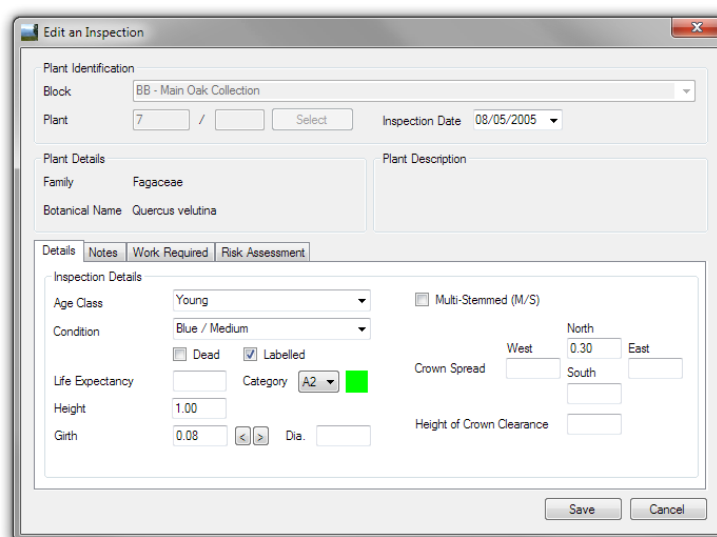 Edit an Inspection
Plant Identification
Block BB - Main Oak Collection
Plant 7 / Select Inspection Date 08/05/2005
Plant Details
Family Fagaceae
Botanical Name Quercus velutina
Plant Description
Details Notes Work Required Risk Assessment
Inspection Details
Age Class Young
Condition Blue / Medium
Dead Labelled
Life Expectancy Category A2
Height 1.00
Girth 0.08 < > Dia.
Multi-Stemmed (M/S)
North
West 0.30 East
Crown Spread South
Height of Crown Clearance
Save Cancel